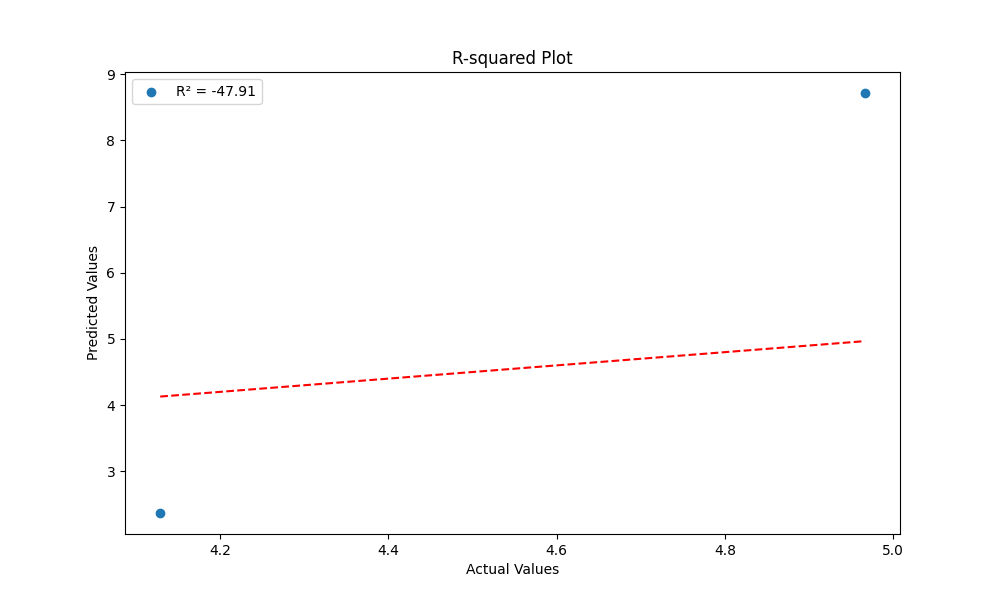 R-squared Plot
R² = -47.91
9
8
7
6
5
4
3
Predicted Values
4.2 4.4 4.6 4.8 5.0
Actual Values